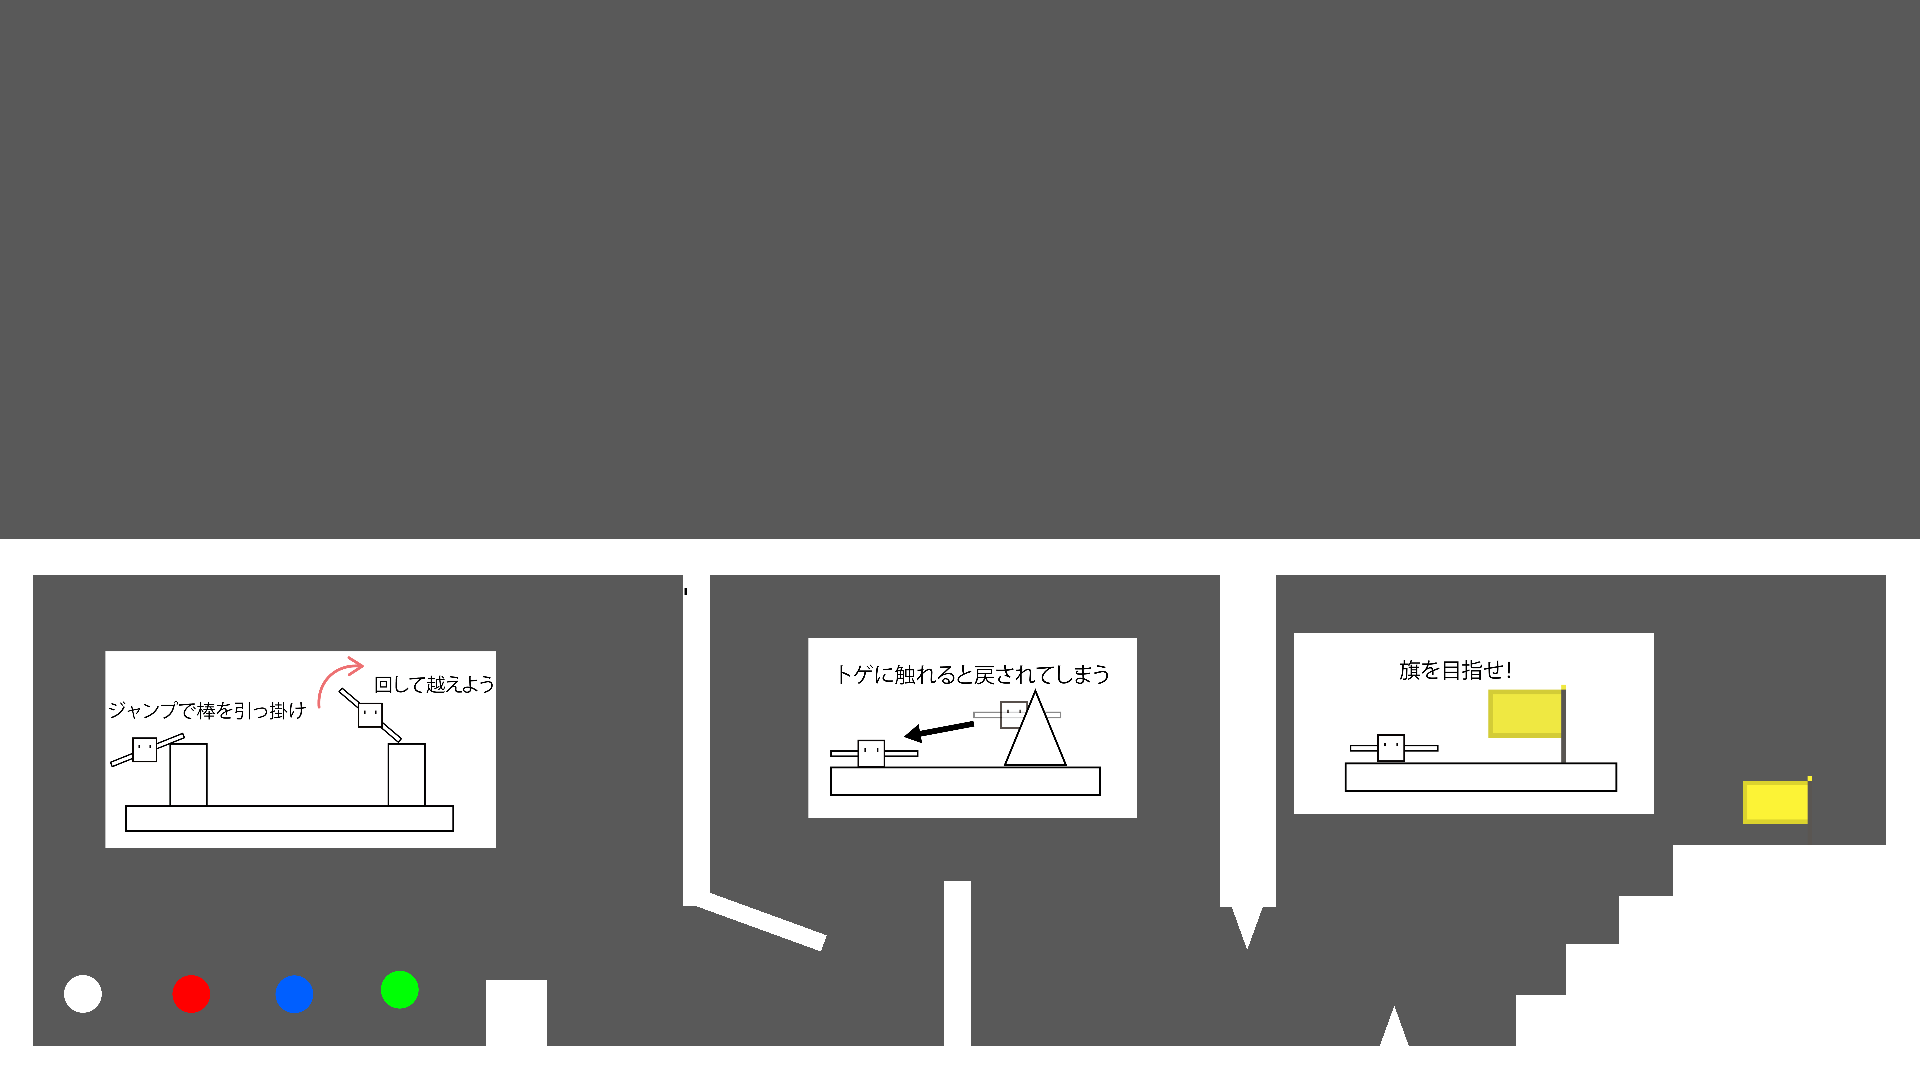 ジャンプで棒を引っ掛け
回して越えよう
トゲに触れると戻されてしまう
旗を目指せ!